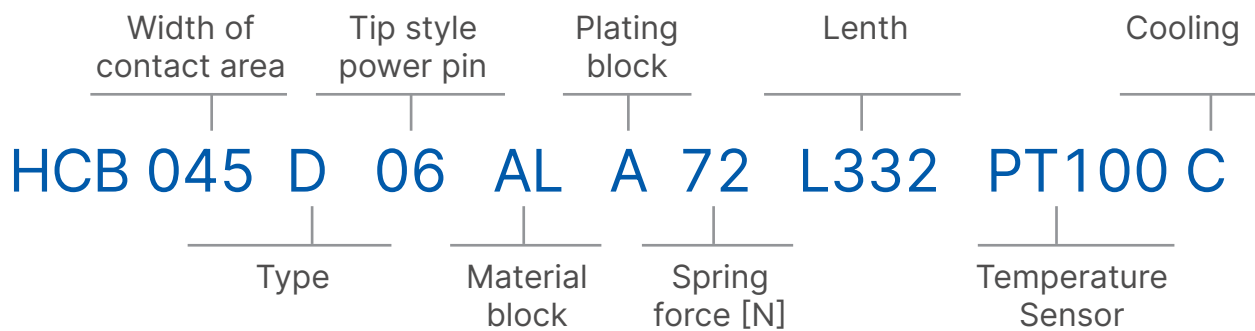 Width of
contact area
Tip style
power pin
Plating
block
Lenth
Cooling
HCB 045 D 06 AL A 72 L332 PT100 C
Type
Material
block
Spring
force [N]
Temperature
Sensor